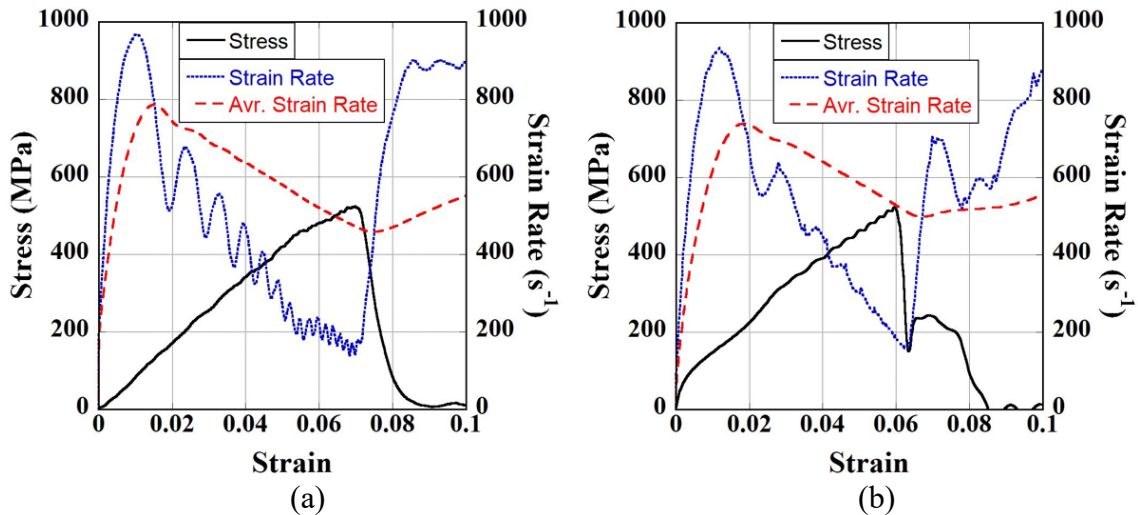 1000
800
600
400
200
0
Stress (MPa)
Stress
Strain Rate
Avr. Strain Rate
1000
800
600
400
200
0
Strain Rate (s⁻¹)
0 0.02 0.04 0.06 0.08 0.1
Strain
(a)
1000
800
600
400
200
0
Stress (MPa)
Stress
Strain Rate
Avr. Strain Rate
1000
800
600
400
200
0
Strain Rate (s⁻¹)
0 0.02 0.04 0.06 0.08 0.1
Strain
(b)